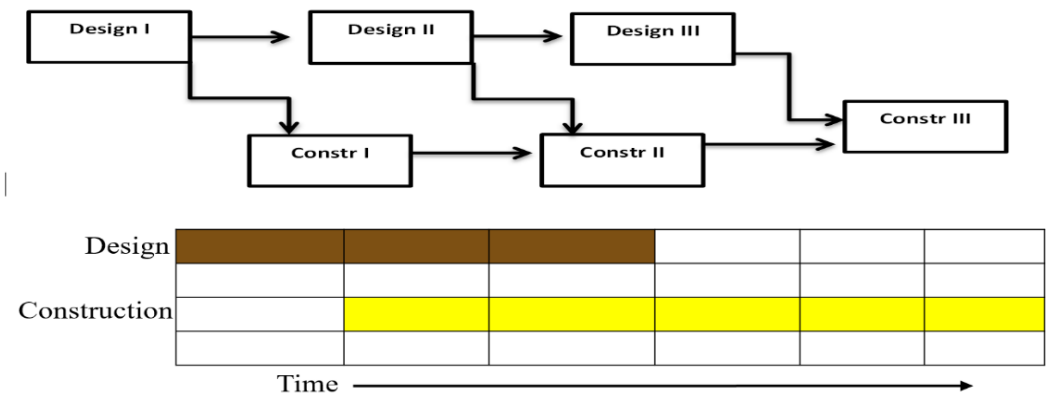 Design I
Design II
Design III
Constr III
Constr I
Constr II
Design
Construction
Time